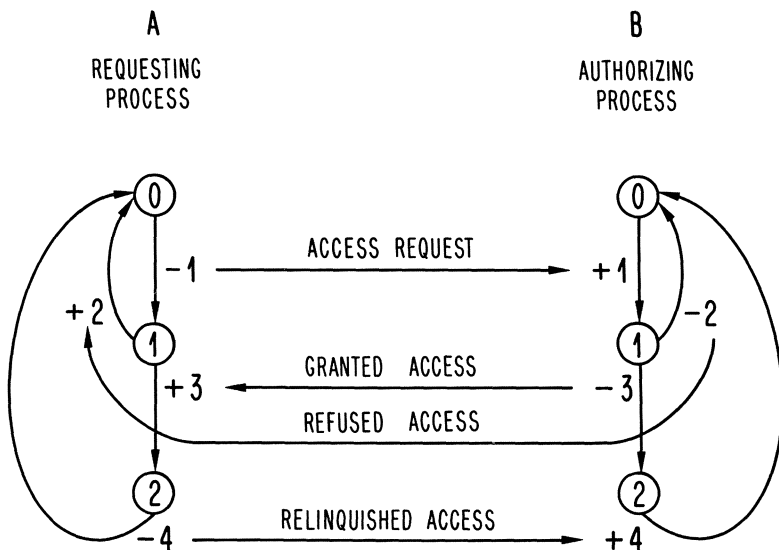 A
REQUESTING
PROCESS
B
AUTHORIZING
PROCESS
0
0
-1
ACCESS REQUEST
+1
+2
-2
1
1
+3
GRANTED ACCESS
-3
REFUSED ACCESS
2
2
-4
RELINQUISHED ACCESS
+4